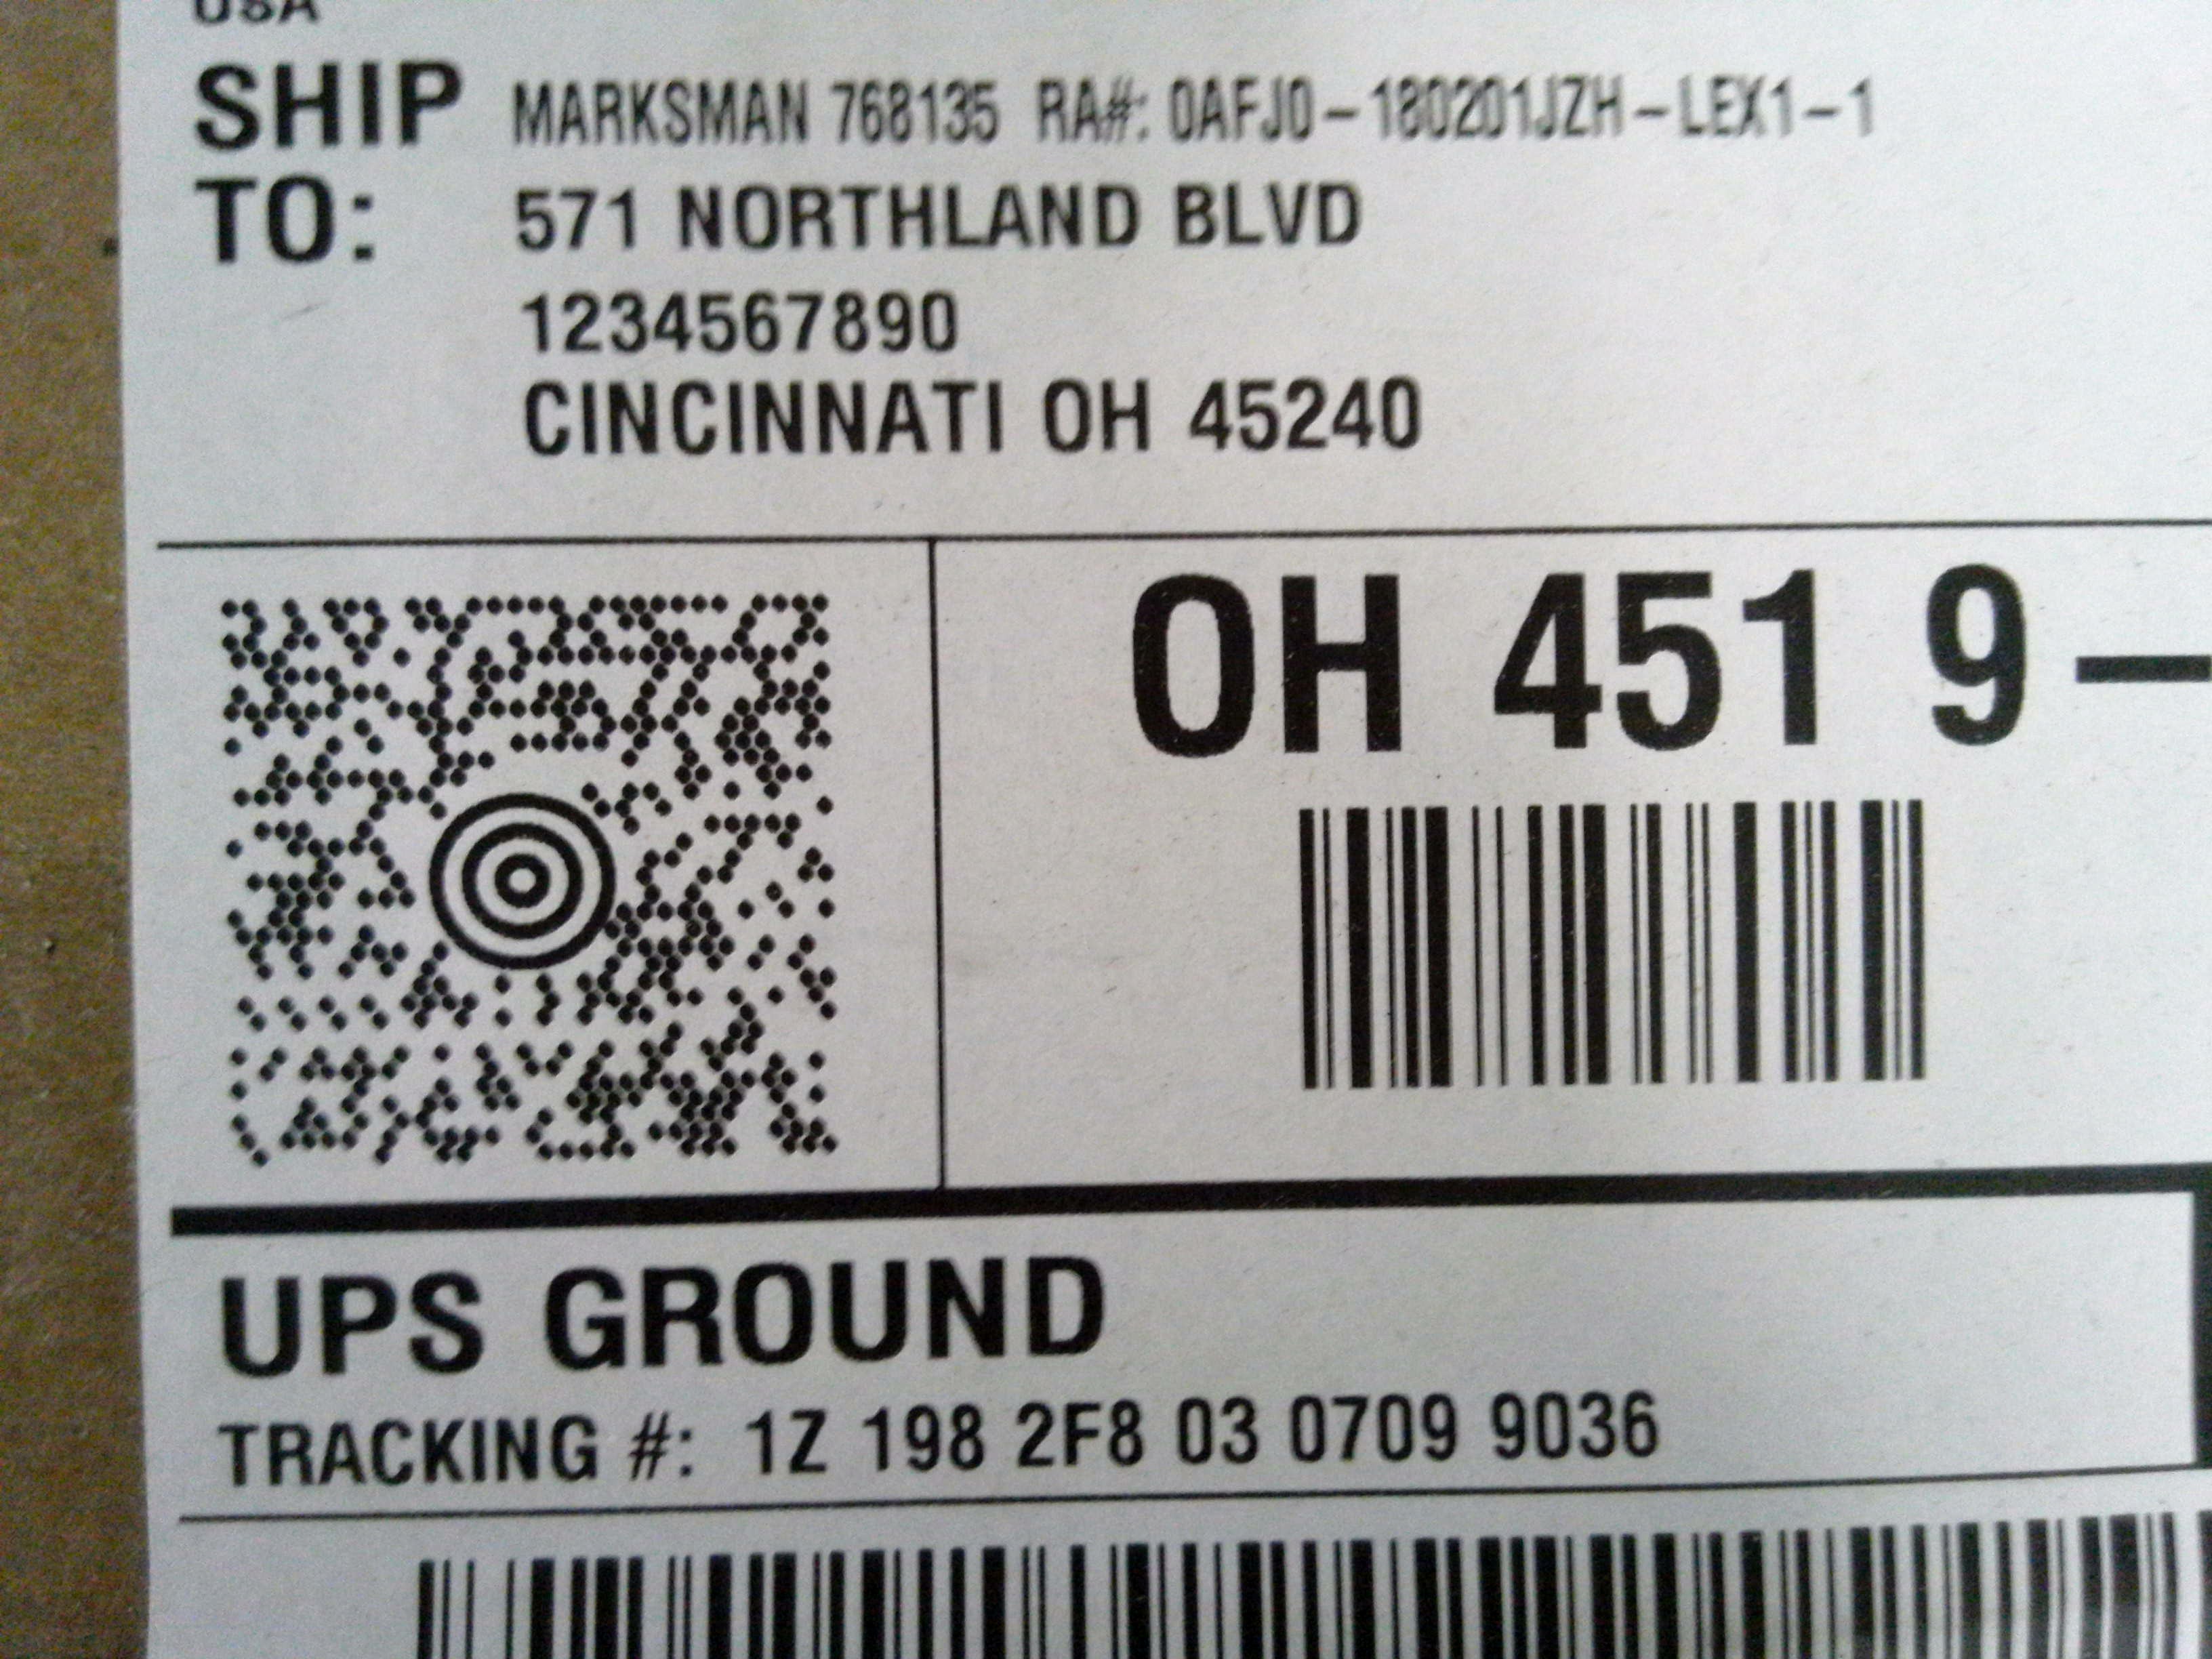 USA
SHIP TO: MARKSMAN 768135 RA#: 0AFJ0-180201JZH-LEX1-1
571 NORTHLAND BLVD
1234567890
CINCINNATI OH 45240
OH 451 9-
UPS GROUND
TRACKING #: 1Z 198 2F8 03 0709 9036